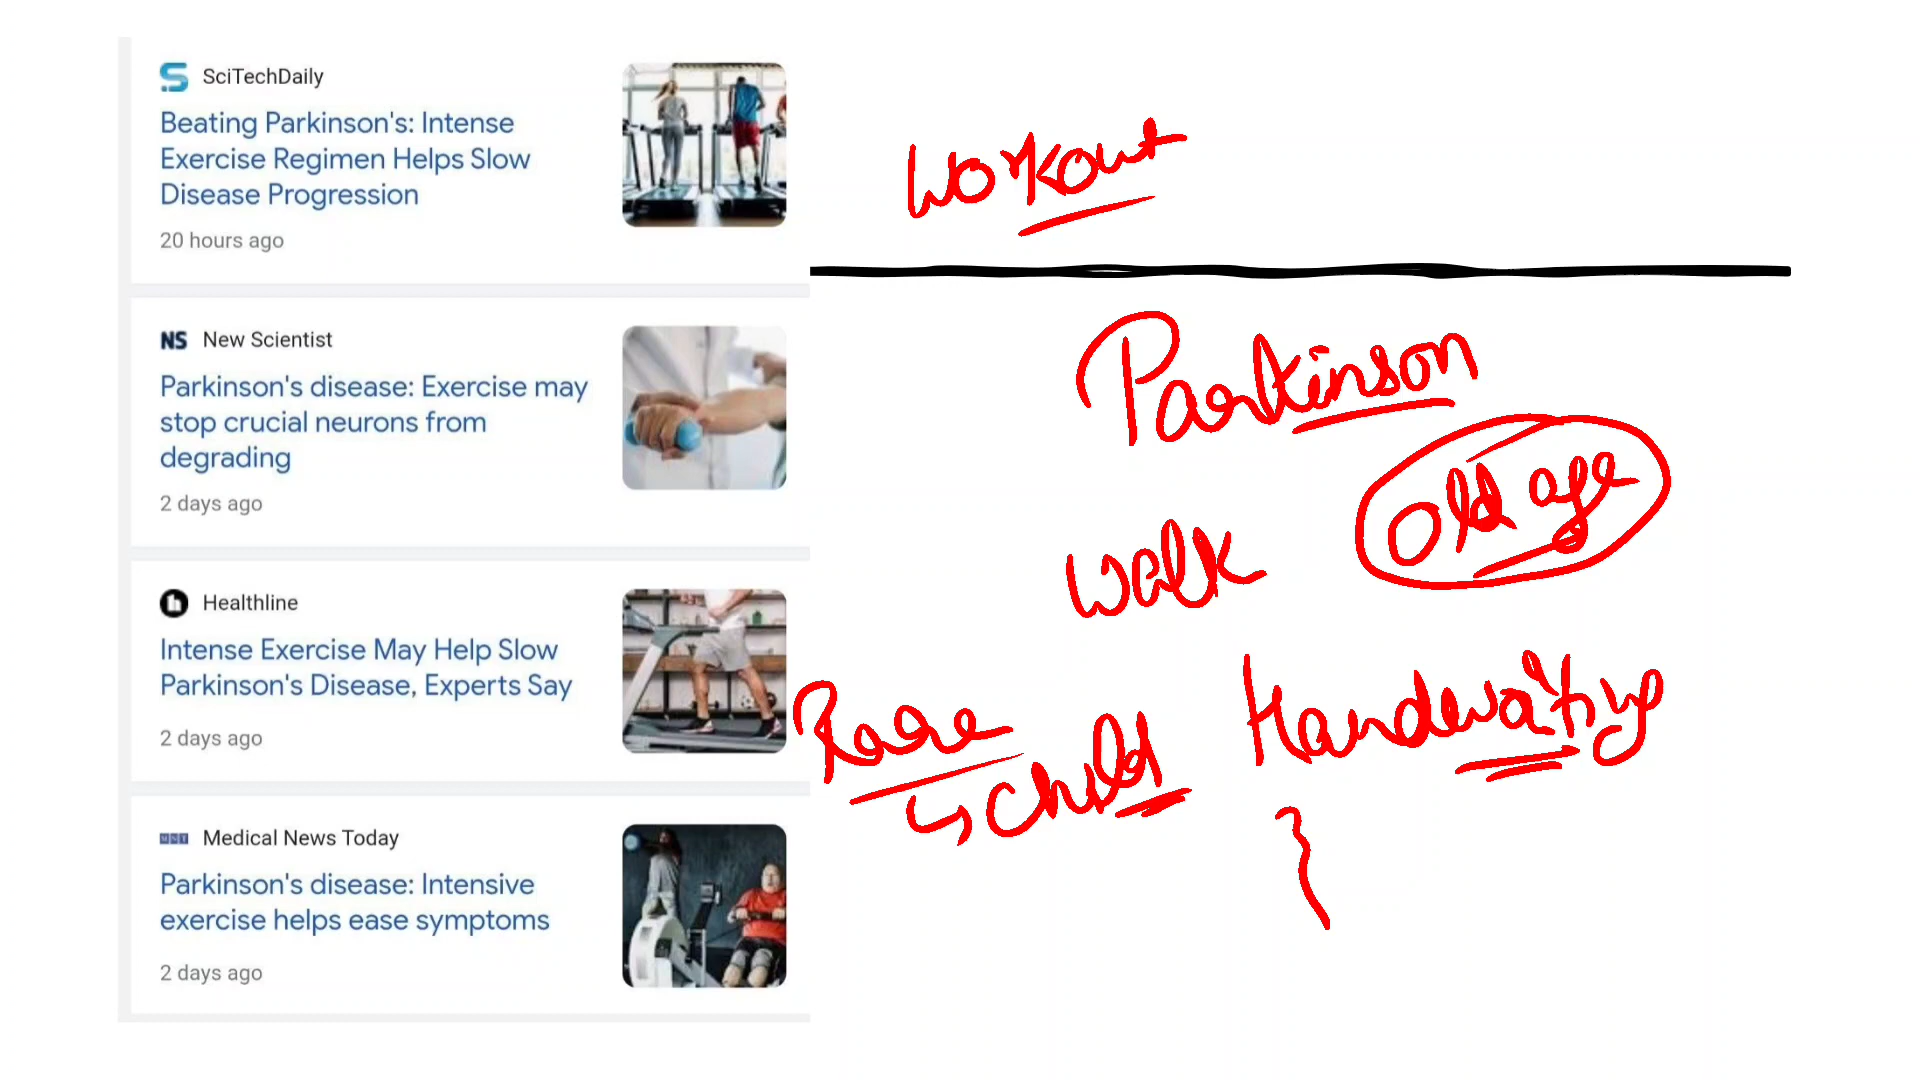 SciTechDaily
Beating Parkinson's: Intense
Exercise Regimen Helps Slow
Disease Progression
20 hours ago
New Scientist
Parkinson's disease: Exercise may
stop crucial neurons from
degrading
2 days ago
Healthline
Intense Exercise May Help Slow
Parkinson's Disease, Experts Say
2 days ago
MNT Medical News Today
Parkinson's disease: Intensive
exercise helps ease symptoms
2 days ago
Workout
Parkinson
old age
walk
Handwriting
Rare
↳ child